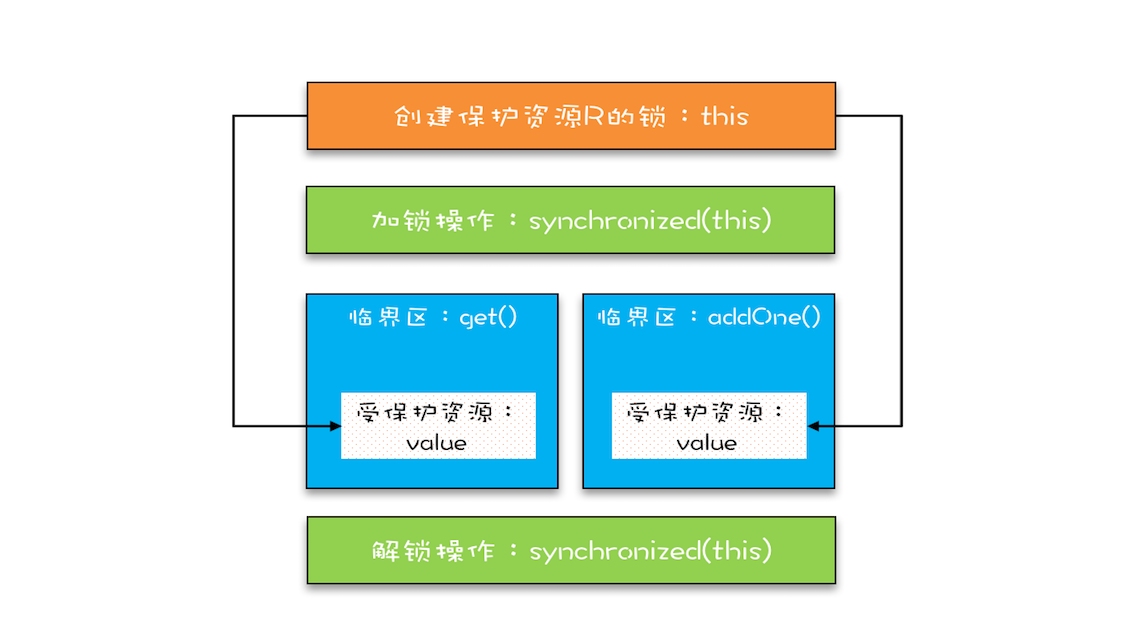 创建保护资源R的锁：this
加锁操作：synchronized(this)
临界区：get()
受保护资源：
value
临界区：addOne()
受保护资源：
value
解锁操作：synchronized(this)